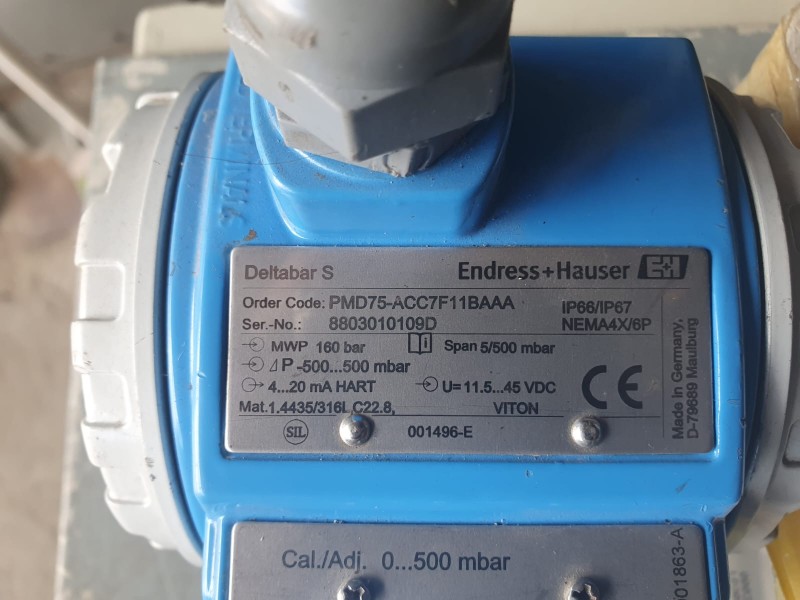 Deltabar S
Endress+Hauser E+H
Order Code: PMD75-ACC7F11BAAA
IP66/IP67
Ser.-No.: 8803010109D
NEMA4X/6P
MWP 160 bar
Span 5/500 mbar
⊿P -500...500 mbar
4...20 mA HART
U= 11.5...45 VDC
CE
Mat.1.4435/316L C22.8,
VITON
SIL
001496-E
Made in Germany,
D-79689 Maulburg
Cal./Adj. 0...500 mbar
01863-A